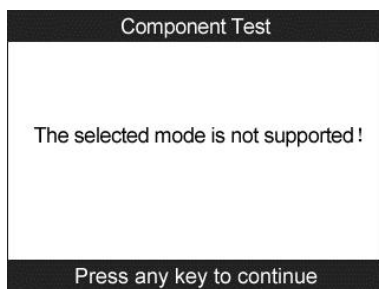 Component Test
The selected mode is not supported!
Press any key to continue